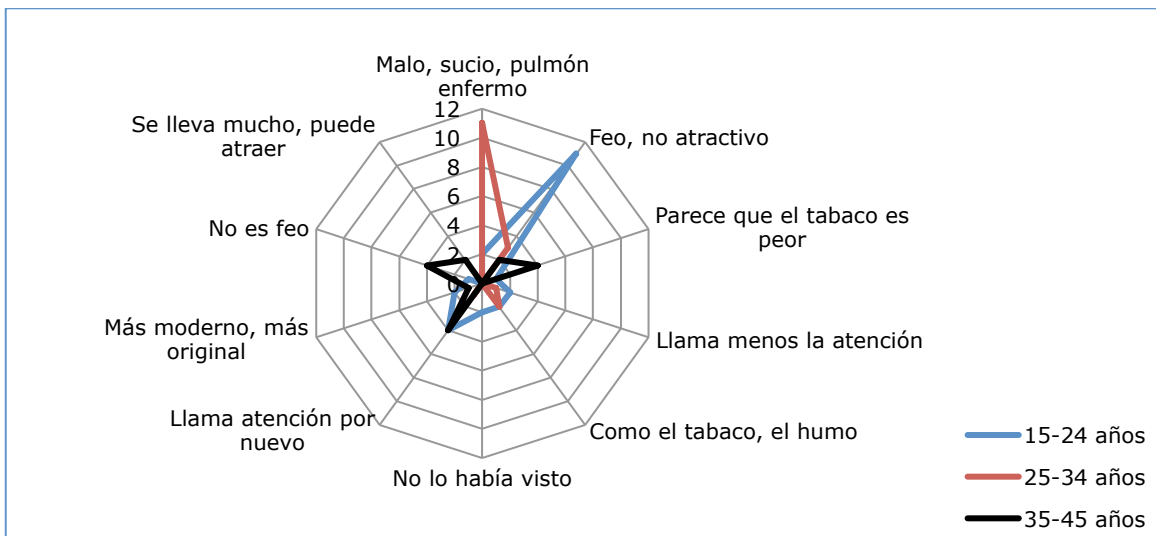 Malo, sucio, pulmón
enfermo
12
10
8
6
4
2
0
Feo, no atractivo
Parece que el tabaco es
peor
Llama menos la atención
Como el tabaco, el humo
No lo había visto
Llama atención por
nuevo
Más moderno, más
original
No es feo
Se lleva mucho, puede
atraer
15-24 años
25-34 años
35-45 años